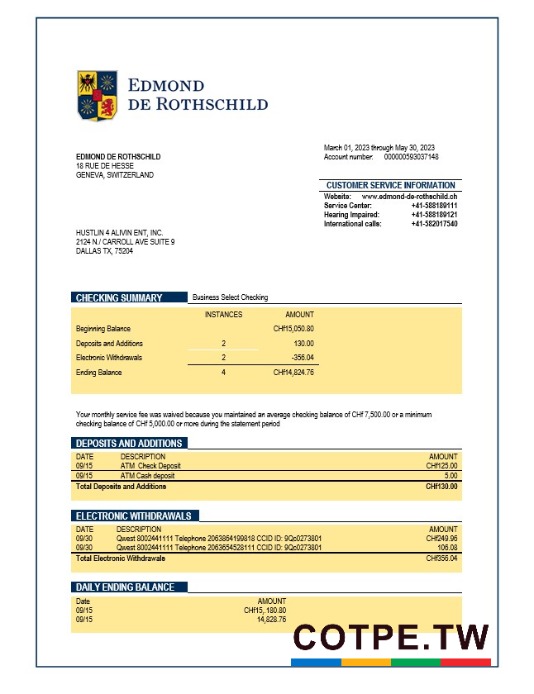 EDMOND
DE ROTHSCHILD
March 01, 2023 through May 30, 2023
Account number: 000000593037148
EDMOND DE ROTHSCHILD
18 RUE DE HESSE
GENEVA, SWITZERLAND
CUSTOMER SERVICE INFORMATION
Website: www.edmond-de-rothschild.ch
Service Center: +41-588189111
Hearing Impaired: +41-588189121
International calls: +41-582017540
HUSTLIN 4 ALIVIN ENT, INC.
2124 N / CARROLL AVE SUITE 9
DALLAS TX, 75204
CHECKING SUMMARY Business Select Checking
INSTANCES AMOUNT
Beginning Balance CHf15,050.80
Deposits and Additions 2 130.00
Electronic Withdrawals 2 -356.04
Ending Balance 4 CHf14,824.76
Your monthly service fee was waived because you maintained an average checking balance of CHf 7,500.00 or a minimum
checking balance of CHf 5,000.00 or more during the statement period
DEPOSITS AND ADDITIONS
DATE DESCRIPTION AMOUNT
09/15 ATM Check Deposit CHf125.00
09/15 ATM Cash deposit 5.00
Total Deposits and Additions CHf130.00
ELECTRONIC WITHDRAWALS
DATE DESCRIPTION AMOUNT
09/30 Qwest 8002441111 Telephone 2063864199818 CCID ID: 9Qc0273801 CHf249.96
09/30 Qwest 8002441111 Telephone 2063654528111 CCID ID: 9Qc0273801 106.08
Total Electronic Withdrawals CHf356.04
DAILY ENDING BALANCE
Date AMOUNT
09/15 CHf15, 180.80
09/15 14,828.76
COTPE.TW